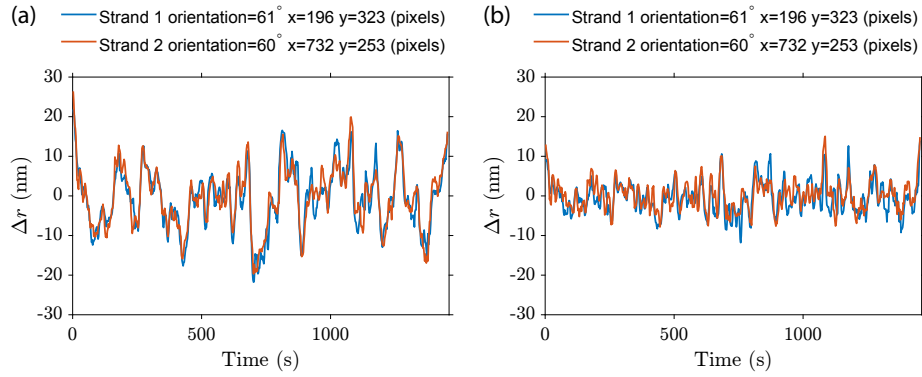 (a)
Strand 1 orientation=61° x=196 y=323 (pixels)
Strand 2 orientation=60° x=732 y=253 (pixels)
30
20
10
0
-10
-20
-30
Δr (nm)
0 500 1000
Time (s)
(b)
Strand 1 orientation=61° x=196 y=323 (pixels)
Strand 2 orientation=60° x=732 y=253 (pixels)
30
20
10
0
-10
-20
-30
Δr (nm)
0 500 1000
Time (s)